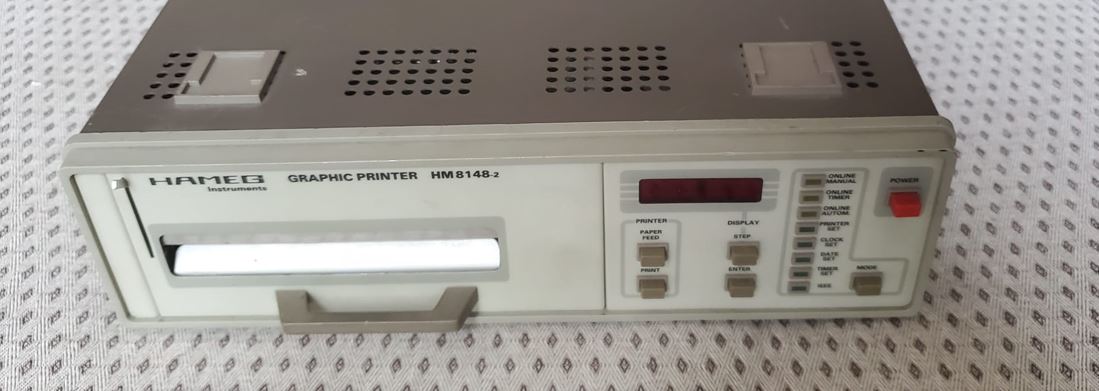 HAMEG
Instruments
GRAPHIC PRINTER HM8148-2
PRINTER
PAPER
FEED
PRINT
DISPLAY
STEP
ENTER
ONLINE
MANUAL
ONLINE
TIMER
ONLINE
AUTOM.
PRINTER
SET
CLOCK
SET
DATE
SET
TIMER
SET
IEEE
MODE
POWER